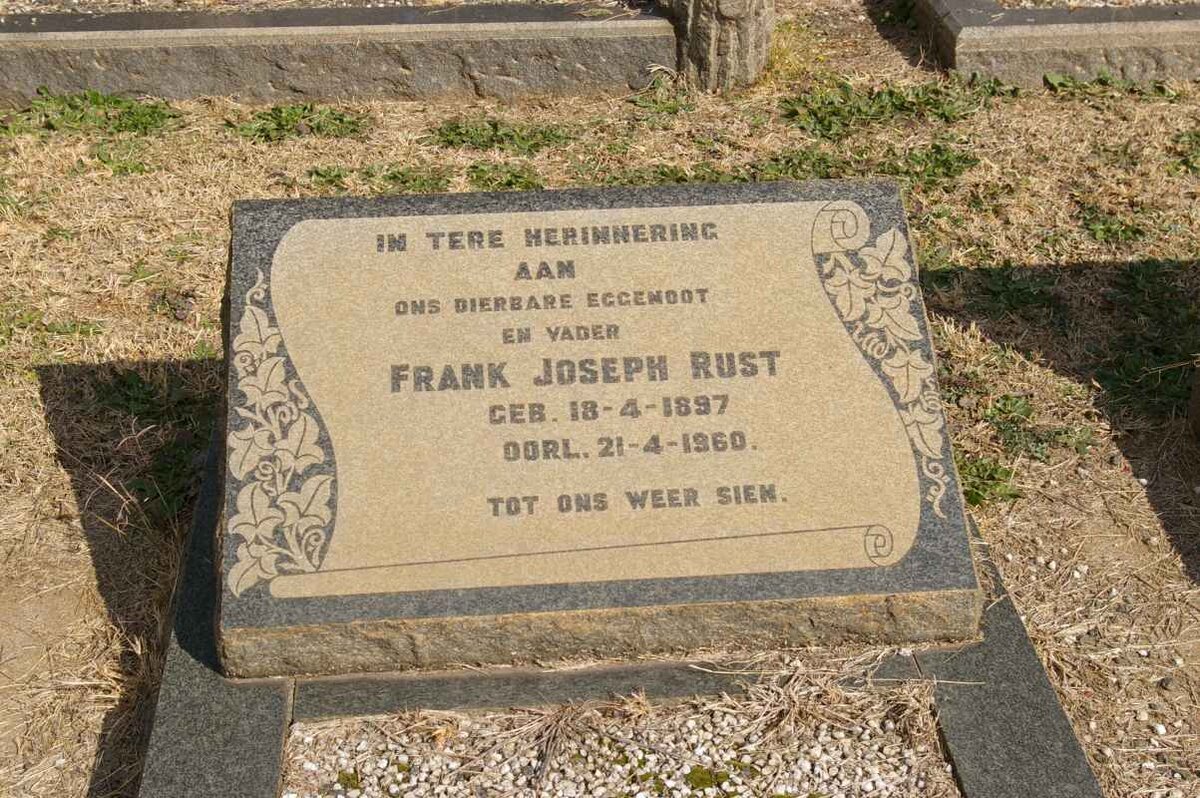 IN TERE HERINNERING
AAN
ONS DIERBARE EGGENOOT
EN VADER
FRANK JOSEPH RUST
GEB. 18-4-1897
OORL. 21-4-1960.
TOT ONS WEER SIEN.